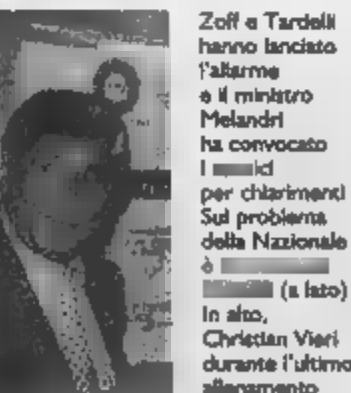 Zoff e Tardelli
hanno lanciato
l'allarme
e il ministro
Melandri
ha convocato
I
per chiarimenti
Sul problema
della Nazionale
è
(a lato)
In alto,
Christian Vieri
durante l'ultimo
allenamento